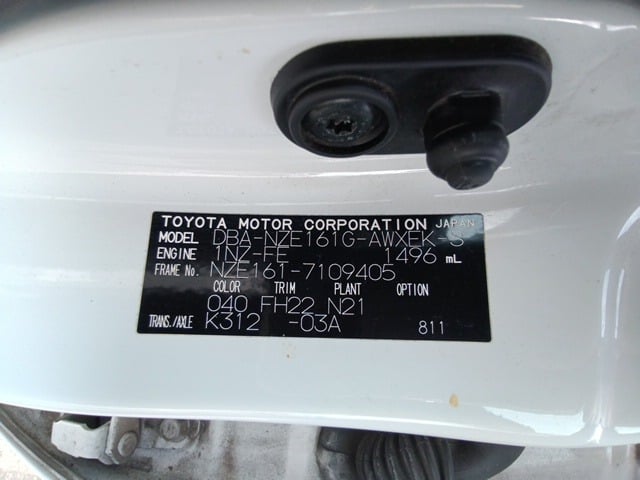 TOYOTA MOTOR CORPORATION JAPAN
MODEL DBA-NZE161G-AWXEK-S
ENGINE 1NZ-FE 1496 mL
FRAME No. NZE161-7109405
COLOR TRIM PLANT OPTION
040 FH22 N21
TRANS./AXLE K312 -03A 811